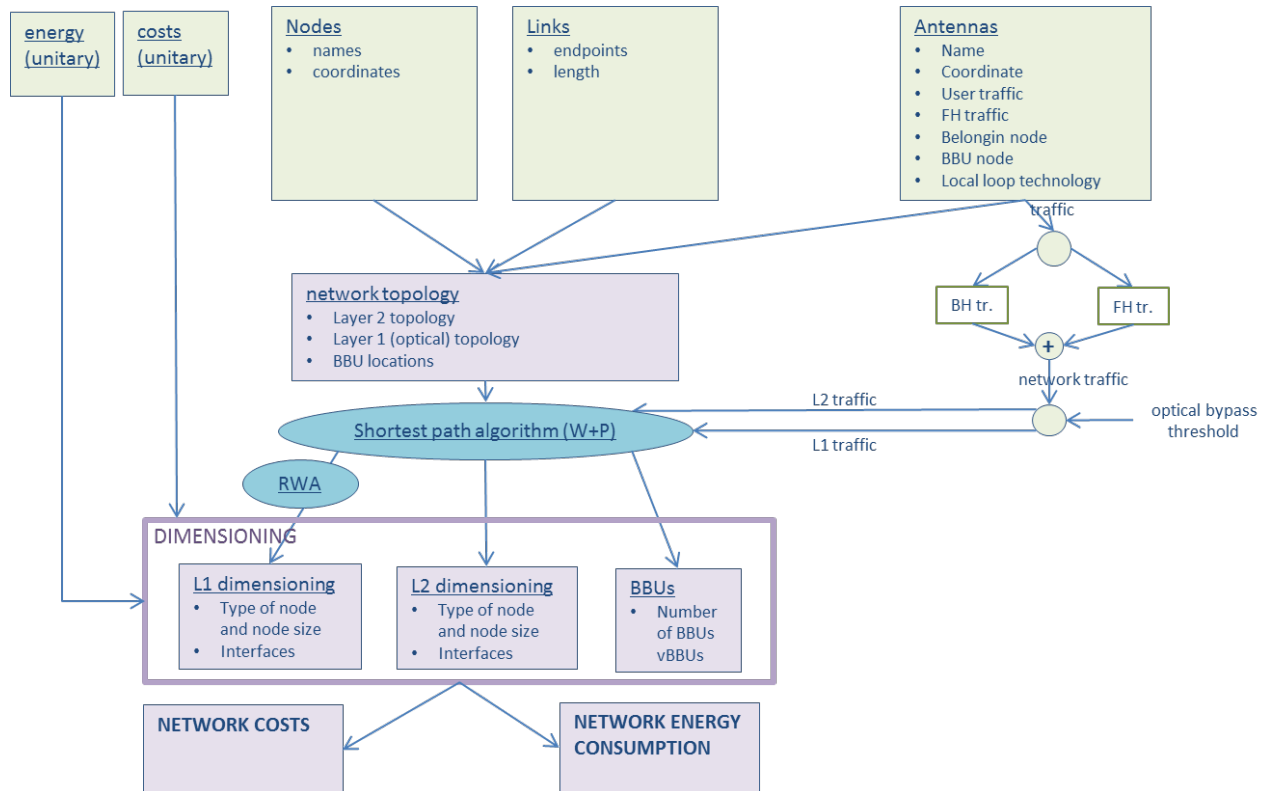 energy
(unitary)
costs
(unitary)
Nodes
• names
• coordinates
Links
• endpoints
• length
Antennas
• Name
• Coordinate
• User traffic
• FH traffic
• Belongin node
• BBU node
• Local loop technology
traffic
BH tr.
FH tr.
+
network traffic
network topology
• Layer 2 topology
• Layer 1 (optical) topology
• BBU locations
L2 traffic
L1 traffic
optical bypass
threshold
Shortest path algorithm (W+P)
RWA
DIMENSIONING
L1 dimensioning
• Type of node
and node size
• Interfaces
L2 dimensioning
• Type of node
and node size
• Interfaces
BBUs
• Number
of BBUs
vBBUs
NETWORK COSTS
NETWORK ENERGY
CONSUMPTION